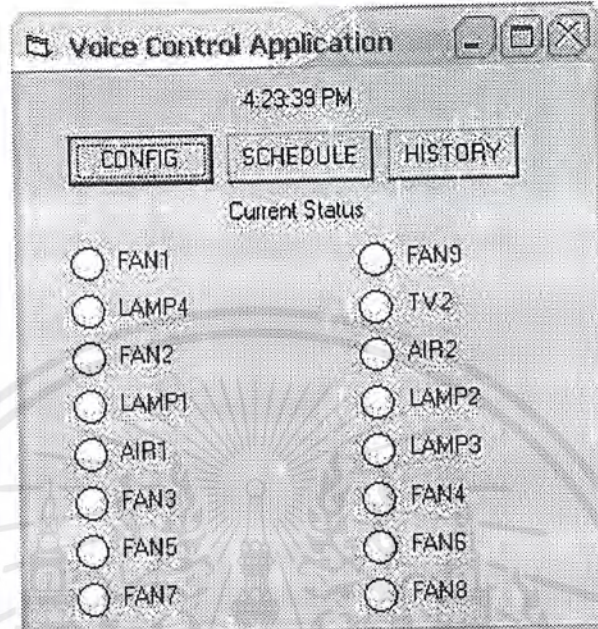 Voice Control Application
4:23:39 PM
CONFIG SCHEDULE HISTORY
Current Status
FAN1 FAN9
LAMP4 TV2
FAN2 AIR2
LAMP1 LAMP2
AIR1 LAMP3
FAN3 FAN4
FAN5 FAN6
FAN7 FAN8